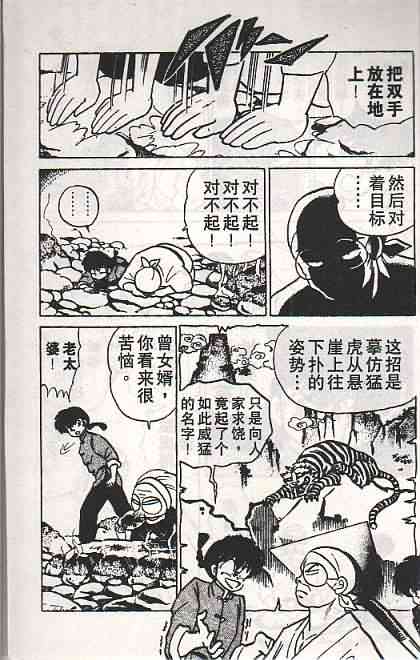 把双手
放在地
上！
然后对
着目标
……
对不起！
对不起！
对不起！
……
……
这招是
摹仿猛
虎从悬
崖上往
下扑的
姿势…
只是向人
家求饶，
竟起了个
如此威猛
的名字！
曾女婿，
你看来很
苦恼。
老太
婆！